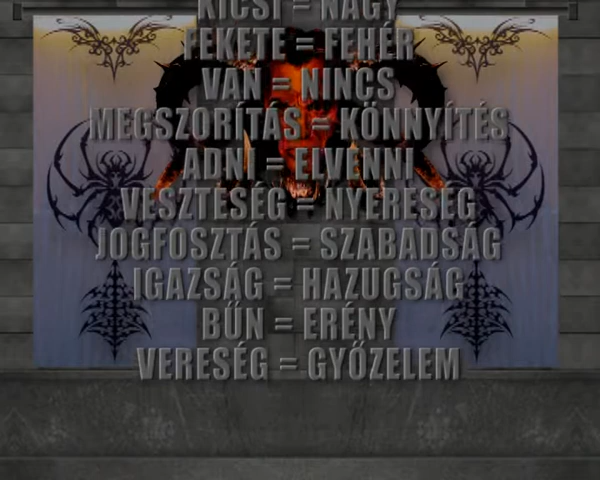 KICSI = NAGY
FEKETE = FEHÉR
VAN = NINCS
MEGSZORÍTÁS = KÖNNYÍTÉS
ADNI = ELVENNI
VESZTESÉG = NYERESÉG
JOGFOSZTÁS = SZABADSÁG
IGAZSÁG = HAZUGSÁG
BŰN = ERÉNY
VERESÉG = GYŐZELEM